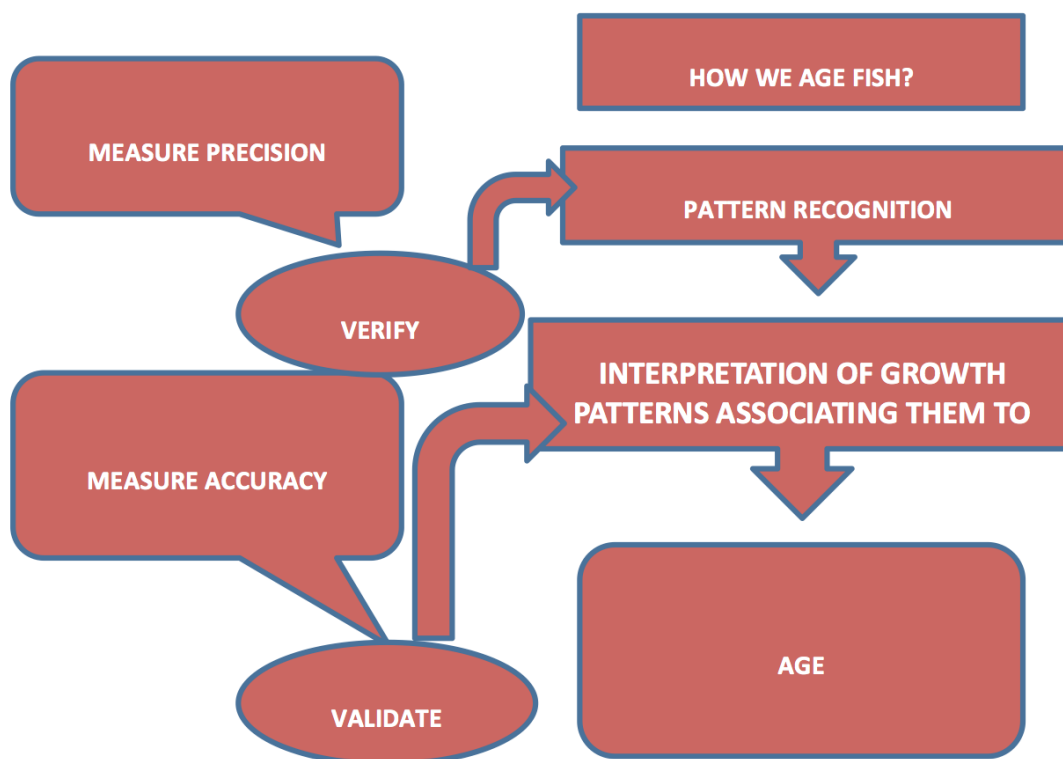 HOW WE AGE FISH?
MEASURE PRECISION
PATTERN RECOGNITION
VERIFY
INTERPRETATION OF GROWTH
PATTERNS ASSOCIATING THEM TO
MEASURE ACCURACY
AGE
VALIDATE